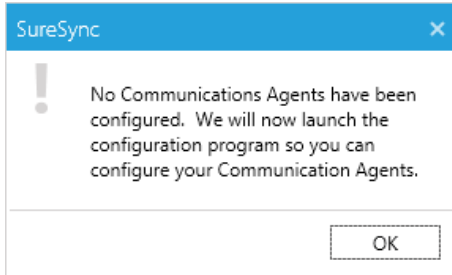 SureSync
No Communications Agents have been
configured.  We will now launch the
configuration program so you can
configure your Communication Agents.
OK